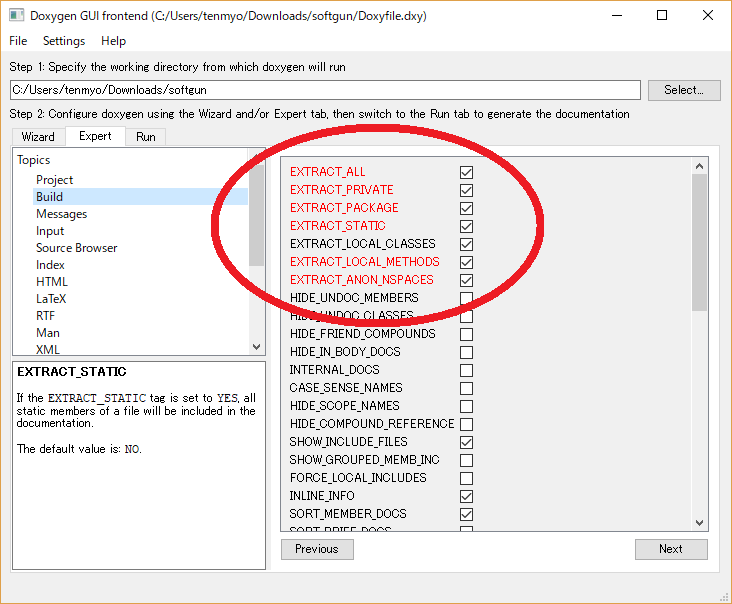 Doxygen GUI frontend (C:/Users/tenmyo/Downloads/softgun/Doxyfile.dxy)
File Settings Help
Step 1: Specify the working directory from which doxygen will run
C:/Users/tenmyo/Downloads/softgun
Select...
Step 2: Configure doxygen using the Wizard and/or Expert tab, then switch to the Run tab to generate the documentation
Wizard Expert Run
Topics
Project
Build
Messages
Input
Source Browser
Index
HTML
LaTeX
RTF
Man
XML
EXTRACT_STATIC
If the EXTRACT_STATIC tag is set to YES, all
static members of a file will be included in the
documentation.
The default value is: NO.
EXTRACT_ALL
EXTRACT_PRIVATE
EXTRACT_PACKAGE
EXTRACT_STATIC
EXTRACT_LOCAL_CLASSES
EXTRACT_LOCAL_METHODS
EXTRACT_ANON_NSPACES
HIDE_UNDOC_MEMBERS
HIDE_UNDOC_CLASSES
HIDE_FRIEND_COMPOUNDS
HIDE_IN_BODY_DOCS
INTERNAL_DOCS
CASE_SENSE_NAMES
HIDE_SCOPE_NAMES
HIDE_COMPOUND_REFERENCE
SHOW_INCLUDE_FILES
SHOW_GROUPED_MEMB_INC
FORCE_LOCAL_INCLUDES
INLINE_INFO
SORT_MEMBER_DOCS
SORT_BRIEF_DOCS
Previous
Next